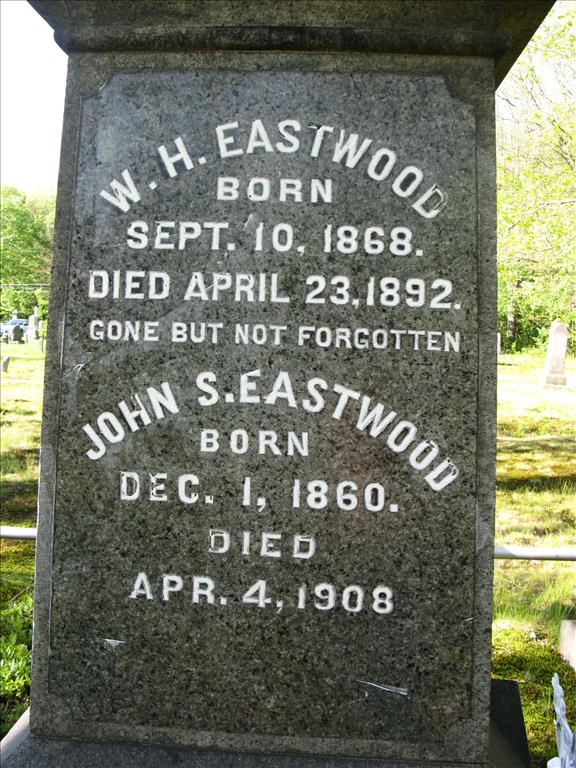 W. H. EASTWOOD
BORN
SEPT. 10, 1868.
DIED APRIL 23, 1892.
GONE BUT NOT FORGOTTEN
JOHN S. EASTWOOD
BORN
DEC. 1, 1860.
DIED
APR. 4, 1908